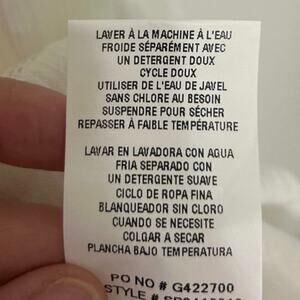 LAVER À LA MACHINE À L'EAU
FROIDE SÉPARÉMENT AVEC
UN DETERGENT DOUX
CYCLE DOUX
UTILISER DE L'EAU DE JAVEL
SANS CHLORE AU BESOIN
SUSPENDRE POUR SÉCHER
REPASSER À FAIBLE TEMPÉRATURE
LAVAR EN LAVADORA CON AGUA
FRIA SEPARADO CON
UN DETERGENTE SUAVE
CICLO DE ROPA FINA
BLANQUEADOR SIN CLORO
CUANDO SE NECESITE
COLGAR A SECAR
PLANCHA BAJO TEMPERATURA
PO NO # G422700
STYLE #